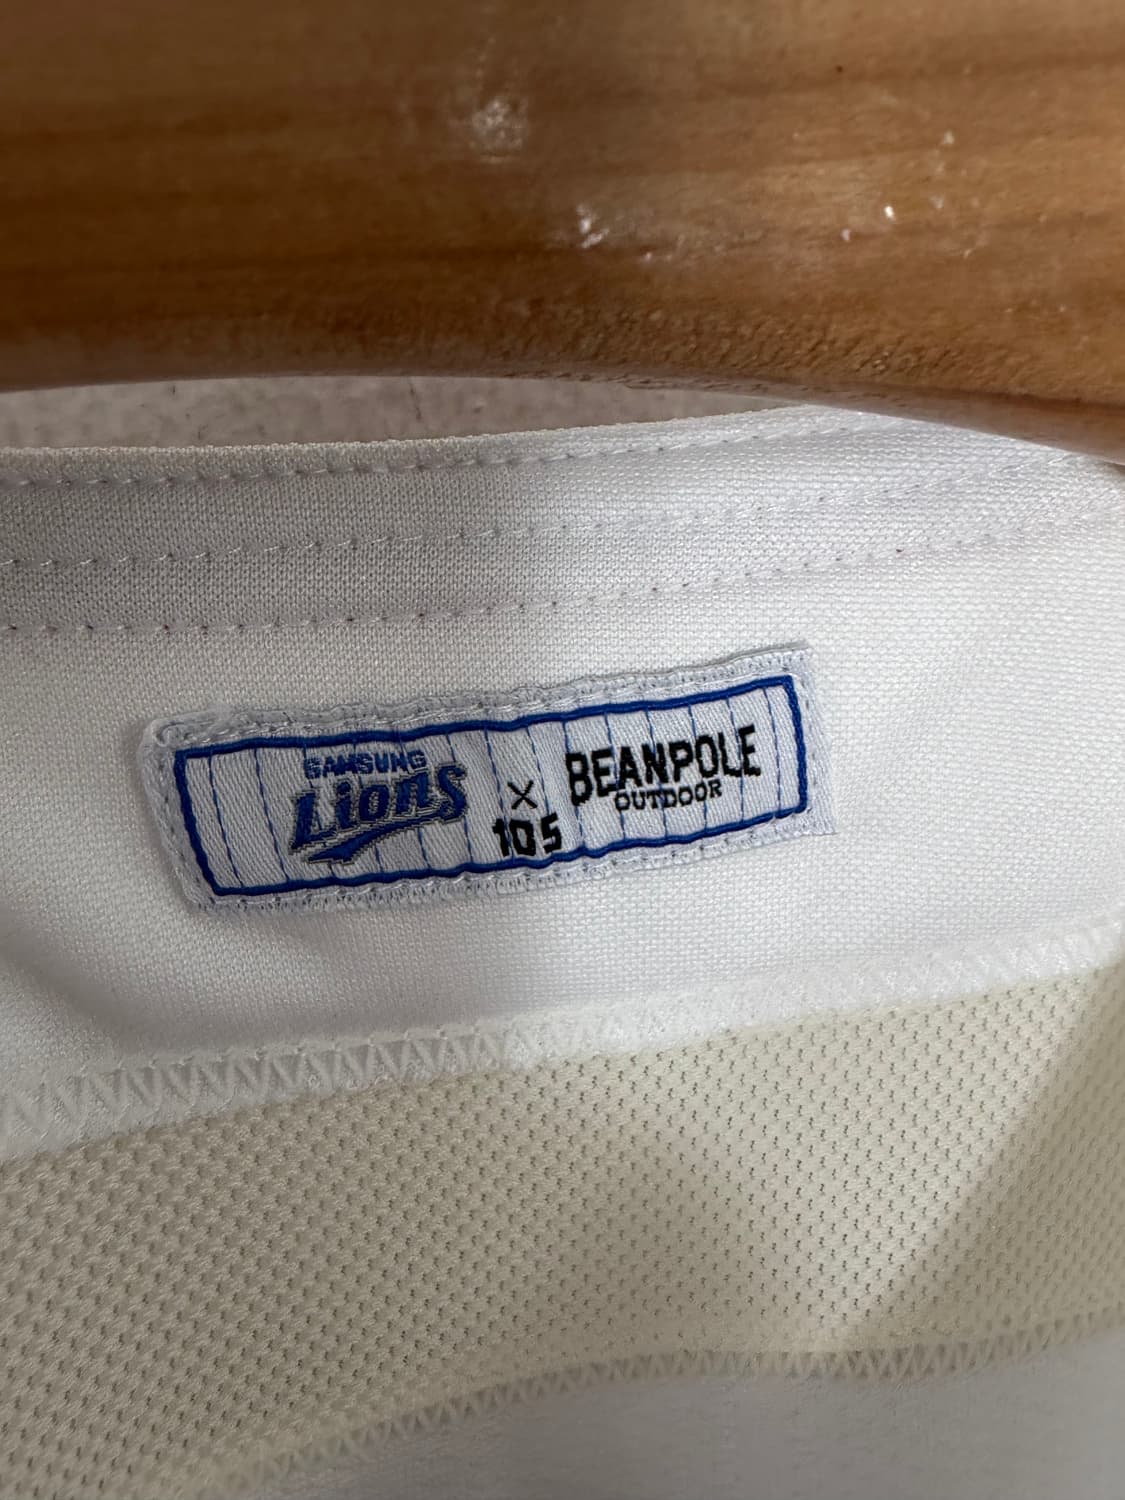 SAMSUNG
Lions
×
105
BEANPOLE
OUTDOOR